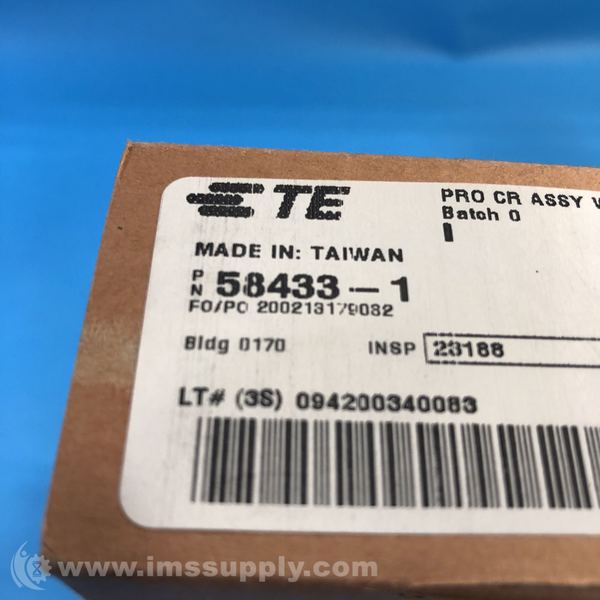 TE
PRO CR ASSY
Batch 0
MADE IN: TAIWAN
PN 58433-1
FO/PO 200213179082
Bldg 0170
INSP 23188
LT# (3S) 094200340083
www.imssupply.com